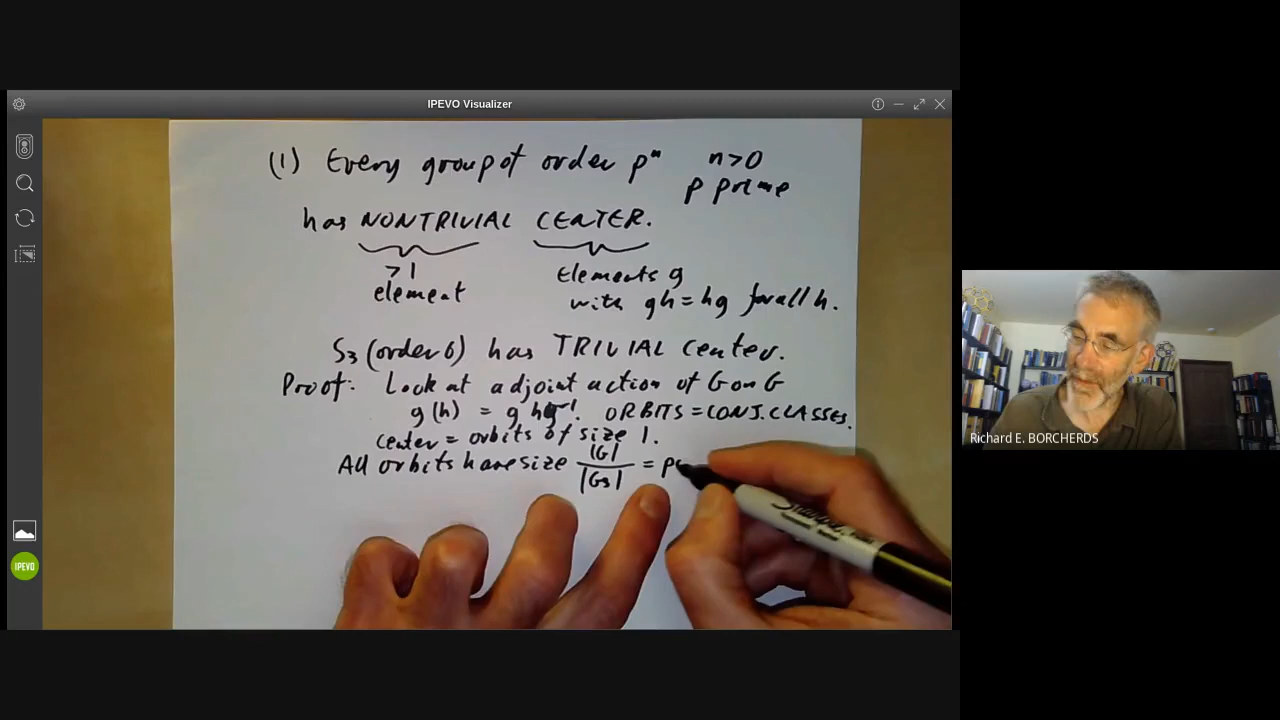 IPEVO Visualizer
(1) Every group of order pⁿ n>0
p prime
has NONTRIVIAL CENTER.
>1
element
Elements g
with gh = hg for all h.
S₃ (order 6) has TRIVIAL center.
Proof: Look at adjoint action of G on G
g(h) = g h g⁻¹. ORBITS = CONJ. CLASSES.
center = orbits of size 1.
All orbits have size |G| / |Gs| = po
Richard E. BORCHERDS
IPEVO